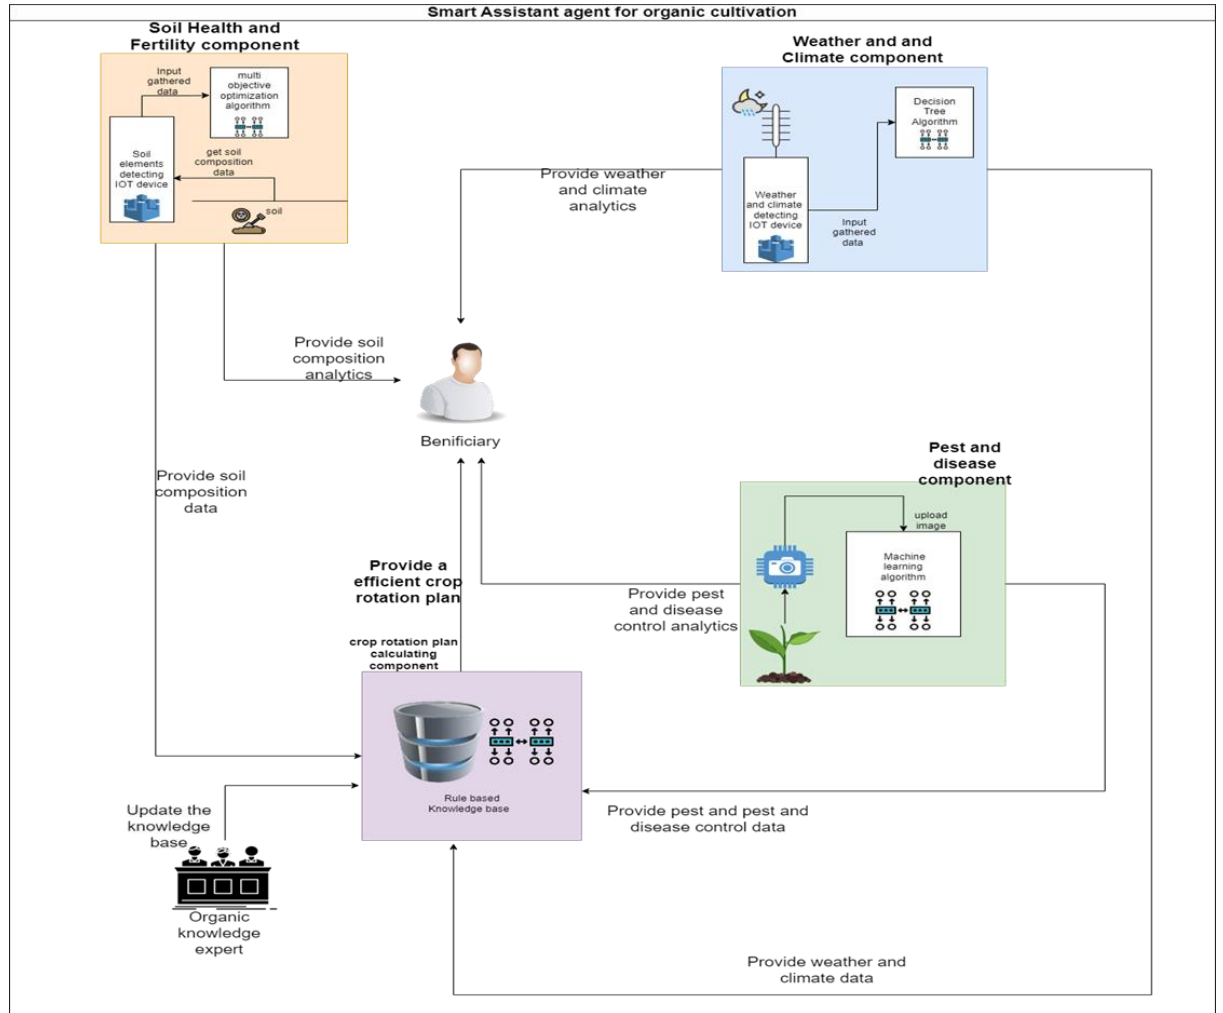 Smart Assistant agent for organic cultivation
Soil Health and
Fertility component
Input
gathered
data
multi
objective
optimization
algorithm
Soil
elements
detecting
IOT device
get soil
composition
data
soil
Weather and and
Climate component
Decision
Tree
Algorithm
Weather
and climate
detecting
IOT device
Input
gathered
data
Provide weather
and climate
analytics
Provide soil
composition
analytics
Benificiary
Provide soil
composition
data
Pest and
disease
component
upload
image
Machine
learning
algorithm
Provide pest
and disease
control analytics
Provide a
efficient crop
rotation plan
crop rotation plan
calculating
component
Rule based
Knowledge base
Update the
knowledge
base
Organic
knowledge
expert
Provide pest and pest and
disease control data
Provide weather and
climate data